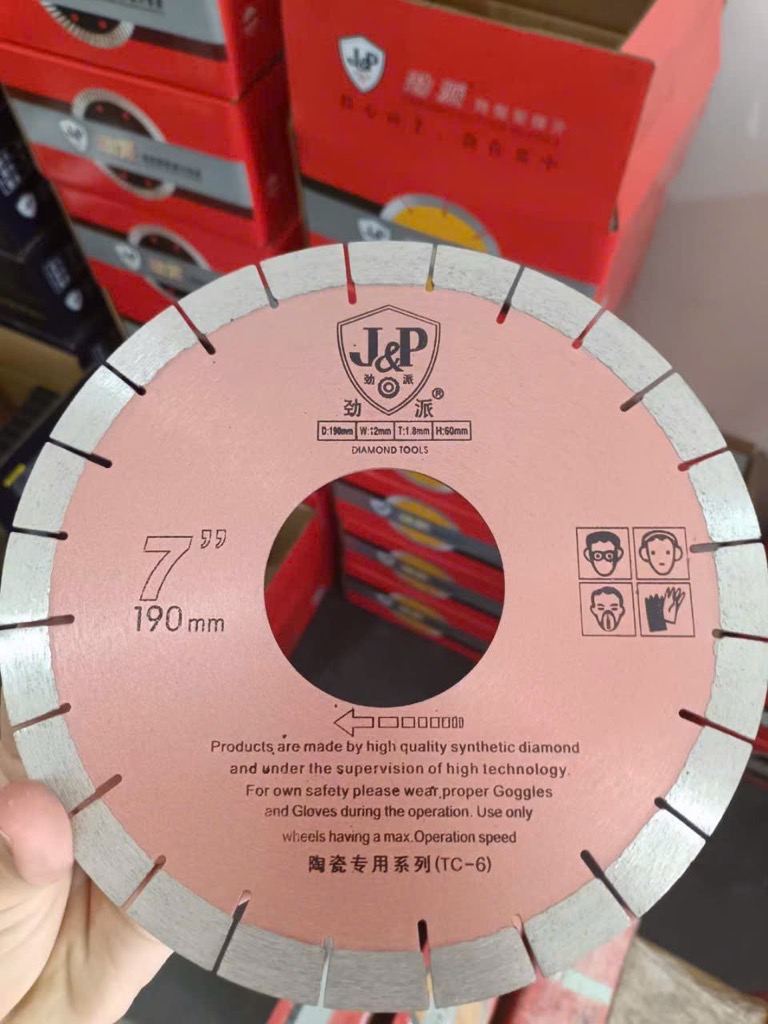 J&P
J&P
劲 派
劲 派®
D:190mm W:12mm T:1.8mm H:60mm
DIAMOND TOOLS
7”
190mm
Products are made by high quality synthetic diamond
and under the supervision of high technology.
For own safety please wear,proper Goggles
and Gloves during the operation. Use only
wheels having a max.Operation speed
陶瓷专用系列(TC-6)